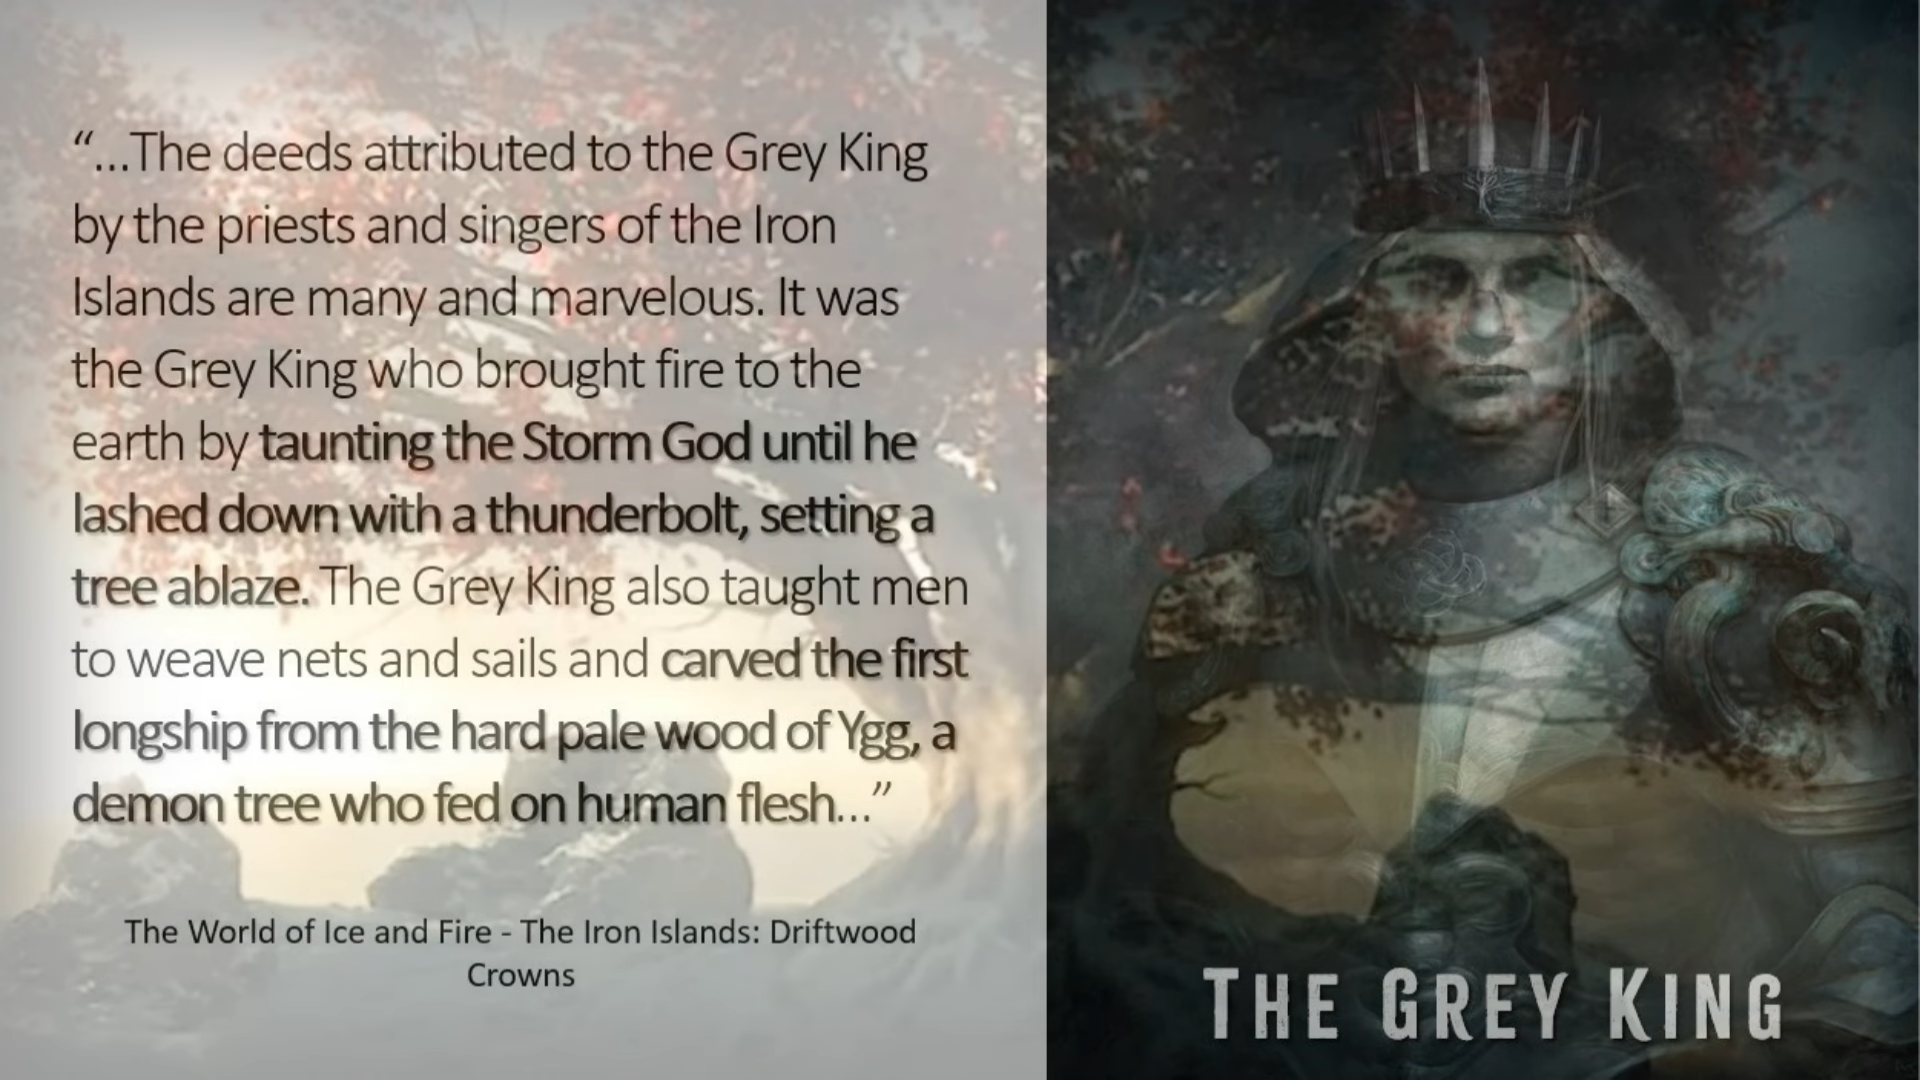 “...The deeds attributed to the Grey King
by the priests and singers of the Iron
Islands are many and marvelous. It was
the Grey King who brought fire to the
earth by taunting the Storm God until he
lashed down with a thunderbolt, setting a
tree ablaze. The Grey King also taught men
to weave nets and sails and carved the first
longship from the hard pale wood of Ygg, a
demon tree who fed on human flesh...”
The World of Ice and Fire - The Iron Islands: Driftwood
Crowns
THE GREY KING